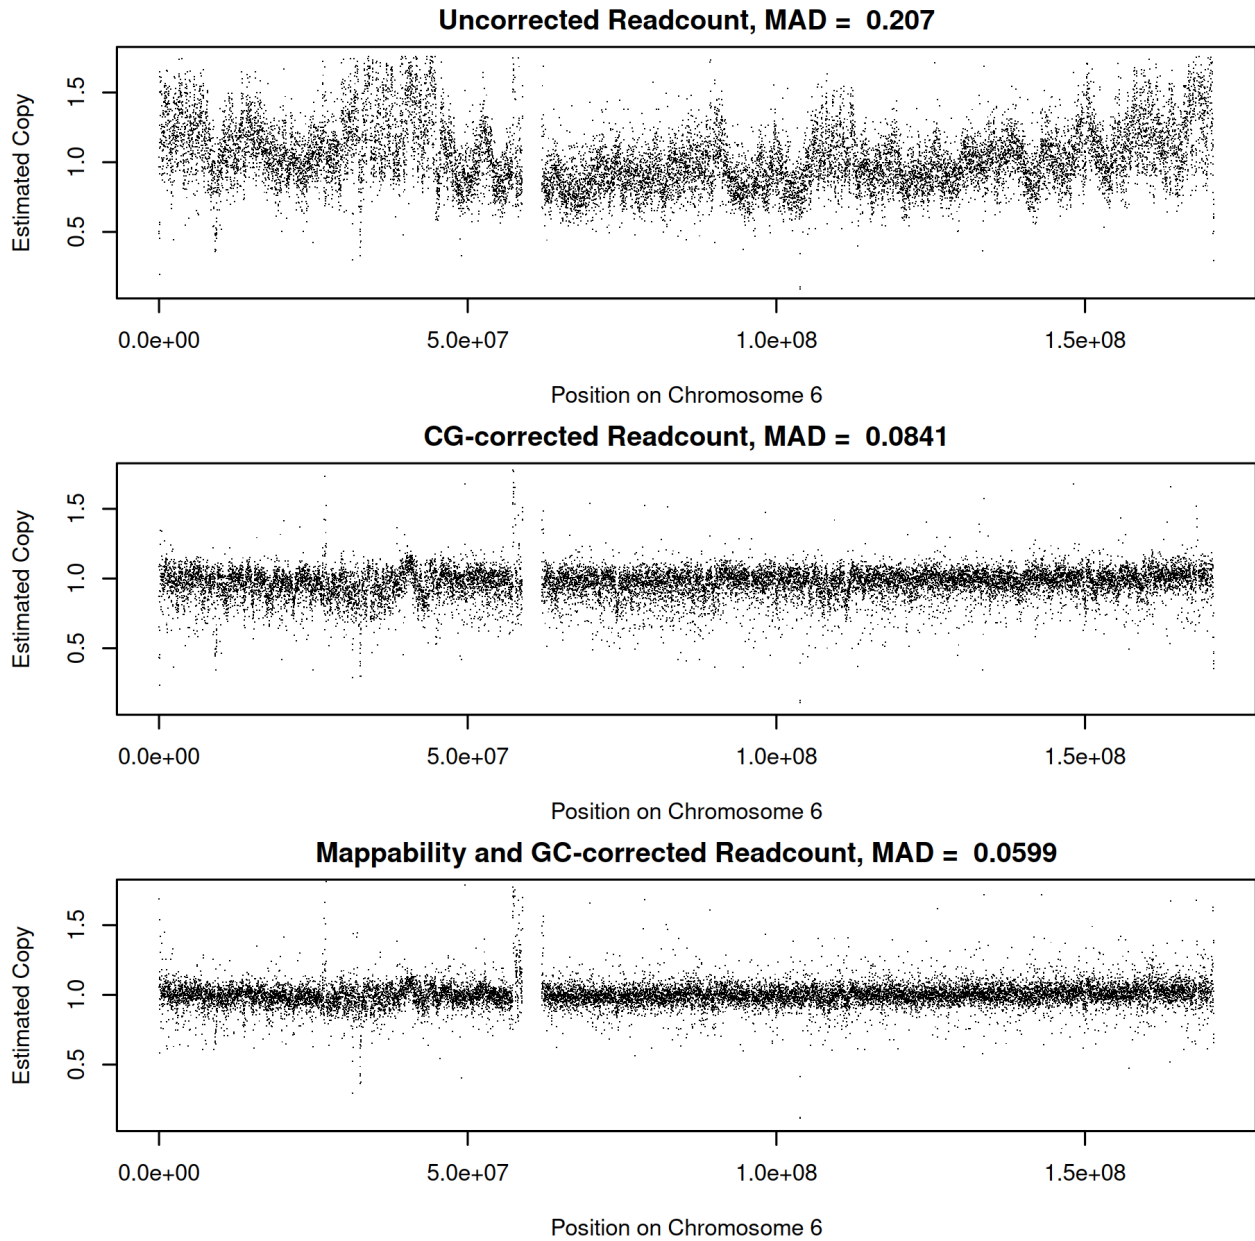 Uncorrected Readcount, MAD =  0.207
Estimated Copy
1.5
1.0
0.5
0.0e+00 5.0e+07 1.0e+08 1.5e+08
Position on Chromosome 6
CG-corrected Readcount, MAD =  0.0841
Estimated Copy
1.5
1.0
0.5
0.0e+00 5.0e+07 1.0e+08 1.5e+08
Position on Chromosome 6
Mappability and GC-corrected Readcount, MAD =  0.0599
Estimated Copy
1.5
1.0
0.5
0.0e+00 5.0e+07 1.0e+08 1.5e+08
Position on Chromosome 6